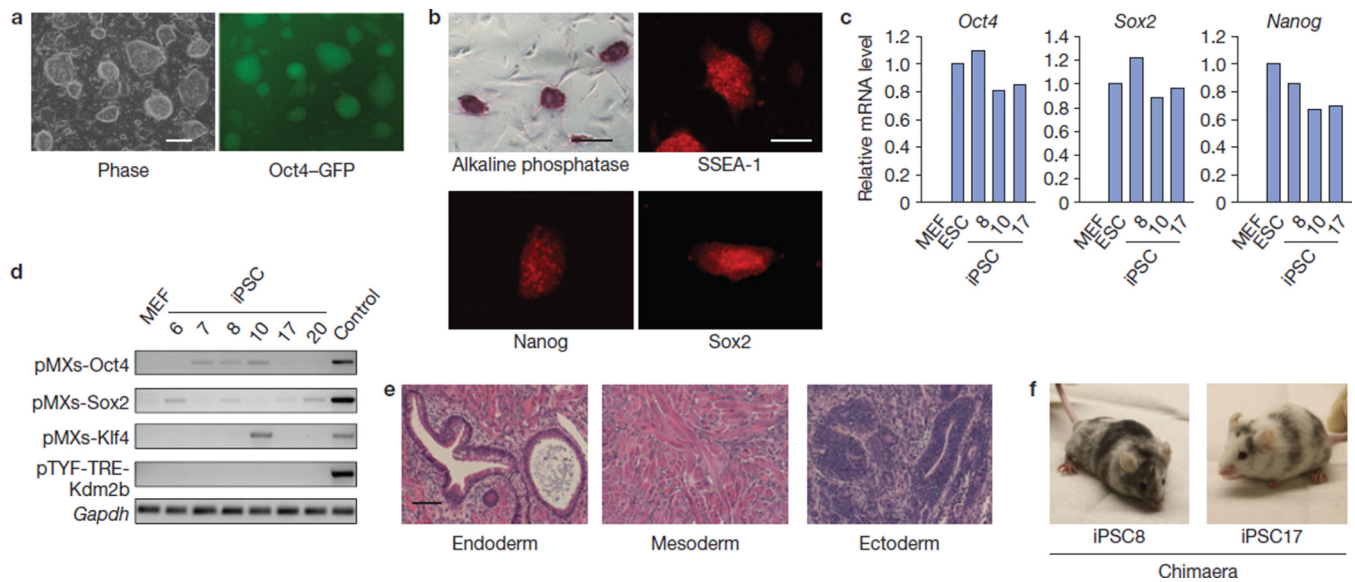 a
Phase
Oct4–GFP
b
Alkaline phosphatase
SSEA-1
Nanog
Sox2
c
Oct4
Sox2
Nanog
Relative mRNA level
1.2
1.0
0.8
0.6
0.4
0.2
0
1.4
1.2
1.0
0.8
0.6
0.4
0.2
0
1.2
1.0
0.8
0.6
0.4
0.2
0
MEF
ESC
8
10
17
iPSC
MEF
ESC
8
10
17
iPSC
MEF
ESC
8
10
17
iPSC
d
MEF
iPSC
6
7
8
10
17
20
Control
pMXs-Oct4
pMXs-Sox2
pMXs-Klf4
pTYF-TRE-
Kdm2b
Gapdh
e
Endoderm
Mesoderm
Ectoderm
f
iPSC8
iPSC17
Chimaera